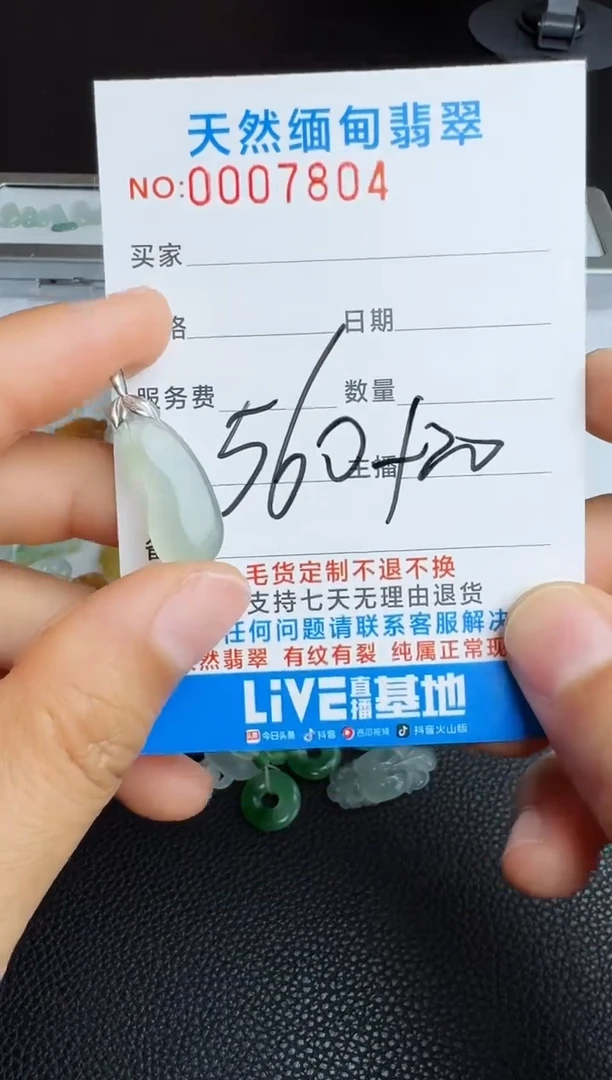 天然缅甸翡翠
NO:0007804
买家
格 日期
服务费 数量
560+20
主播
备
毛货定制不退不换
支持七天无理由退货
任何问题请联系客服解决
然翡翠 有纹有裂 纯属正常现
LiVE直播基地
今日头条 抖音 西瓜视频 抖音火山版